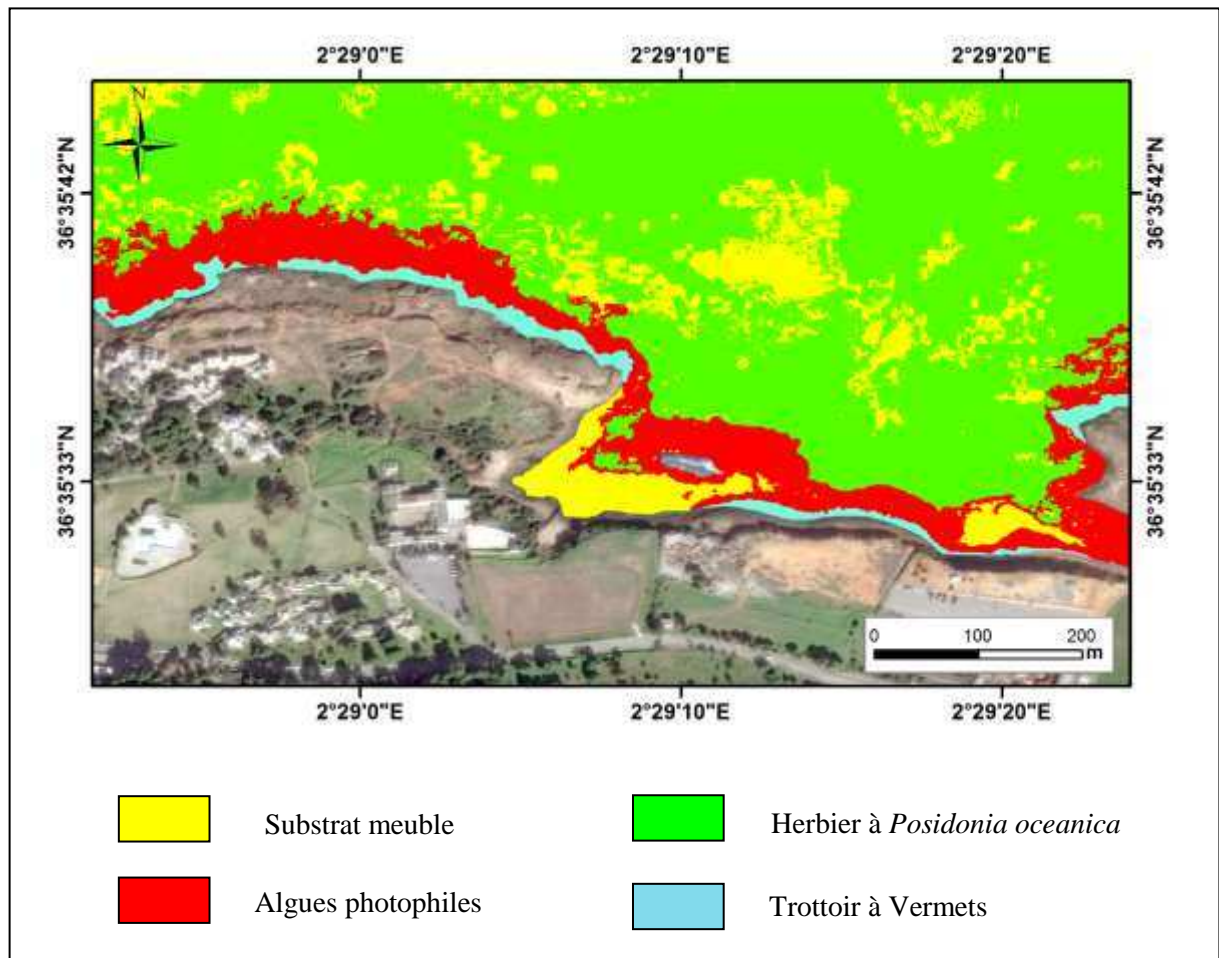 2°29'0"E 2°29'10"E 2°29'20"E
N
36°35'42"N 36°35'42"N
36°35'33"N 36°35'33"N
0 100 200
m
2°29'0"E 2°29'10"E 2°29'20"E
Substrat meuble Herbier à Posidonia oceanica
Algues photophiles Trottoir à Vermets